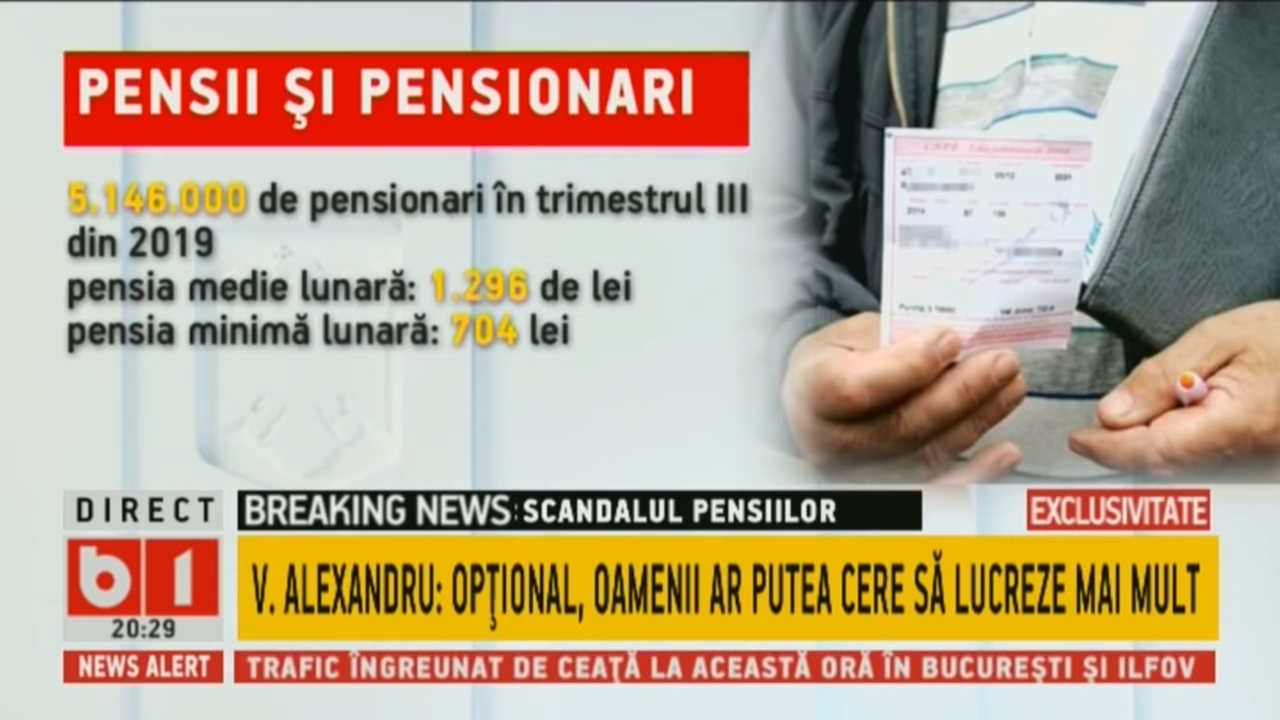 PENSII ŞI PENSIONARI
5.146.000 de pensionari în trimestrul III
din 2019
pensia medie lunară: 1.296 de lei
pensia minimă lunară: 704 lei
DIRECT
BREAKING NEWS: SCANDALUL PENSIILOR
EXCLUSIVITATE
b1
V. ALEXANDRU: OPŢIONAL, OAMENII AR PUTEA CERE SĂ LUCREZE MAI MULT
20:29
NEWS ALERT
TRAFIC ÎNGREUNAT DE CEAŢĂ LA ACEASTĂ ORĂ ÎN BUCUREŞTI ŞI ILFOV